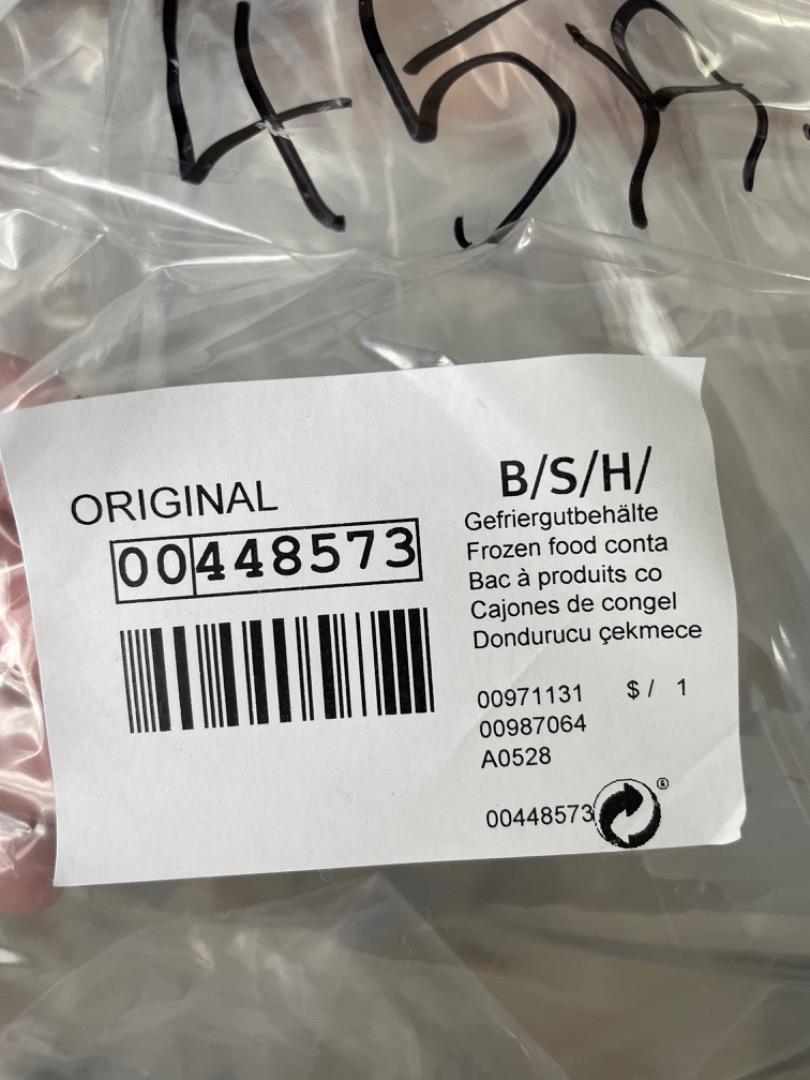 45я.
ORIGINAL
00448573
B/S/H/
Gefriergutbehälte
Frozen food conta
Bac à produits co
Cajones de congel
Dondurucu çekmece
00971131 $ / 1
00987064
A0528
00448573